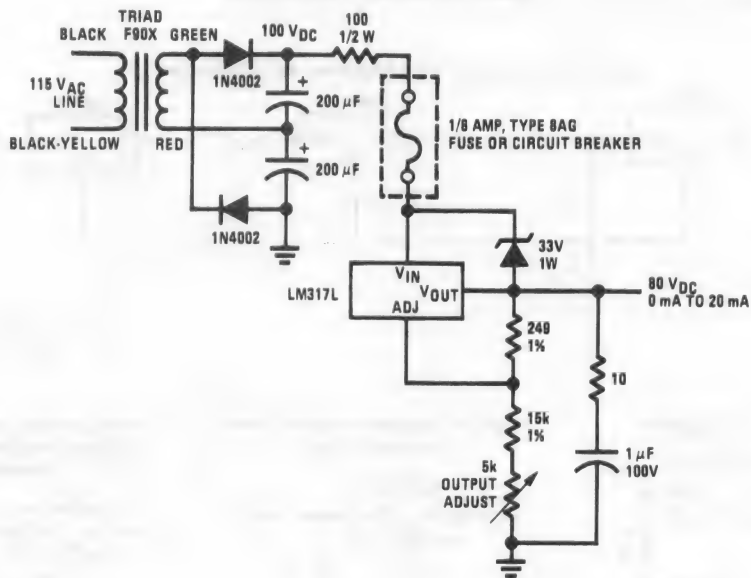 TRIAD
F90X
BLACK
GREEN
100 VDC
100
1/2 W
1N4002
+
115 VAC
LINE
200 µF
+
BLACK-YELLOW
RED
200 µF
1N4002
1/8 AMP, TYPE 8AG
FUSE OR CIRCUIT BREAKER
33V
1W
VIN
VOUT
ADJ
LM317L
80 VDC
0 mA TO 20 mA
249
1%
10
15k
1%
1 µF
100V
5k
OUTPUT
ADJUST